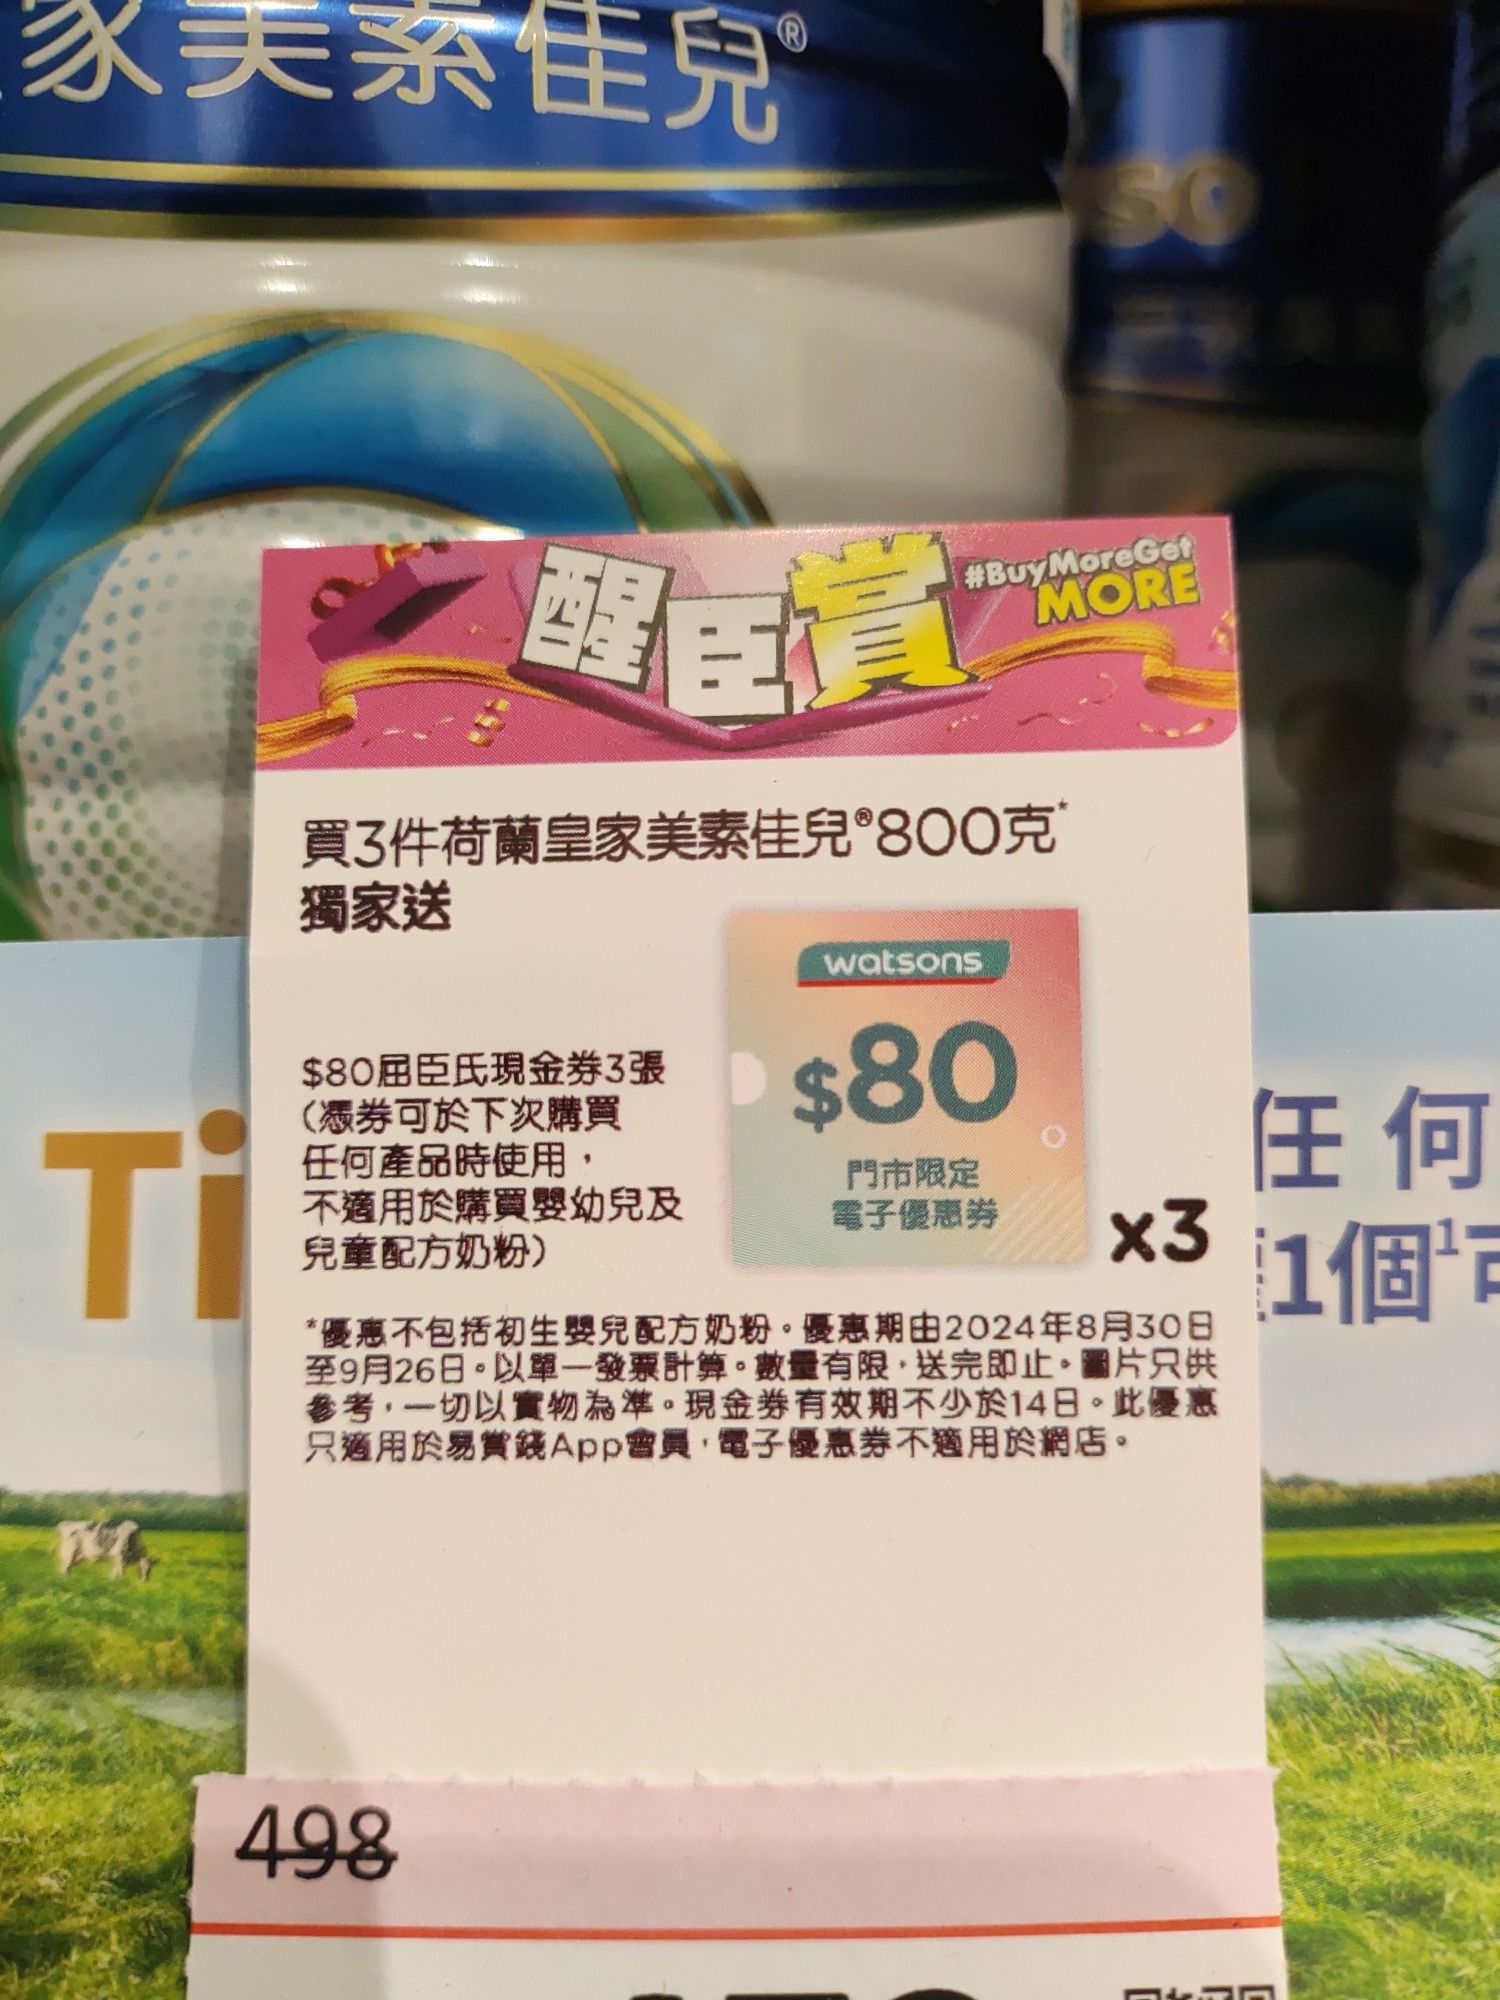 家美素佳兒®
醒臣賞
#BuyMoreGet
MORE
買3件荷蘭皇家美素佳兒®800克*
獨家送
watsons
$80
門市限定
電子優惠券
x3
$80屈臣氏現金券3張
(憑券可於下次購買
任何產品時使用，
不適用於購買嬰幼兒及
兒童配方奶粉)
*優惠不包括初生嬰兒配方奶粉。優惠期由2024年8月30日
至9月26日。以單一發票計算。數量有限，送完即止。圖片只供
參考，一切以實物為準。現金券有效期不少於14日。此優惠
只適用於易賞錢App會員，電子優惠券不適用於網店。
Ti
任何
1個¹
498